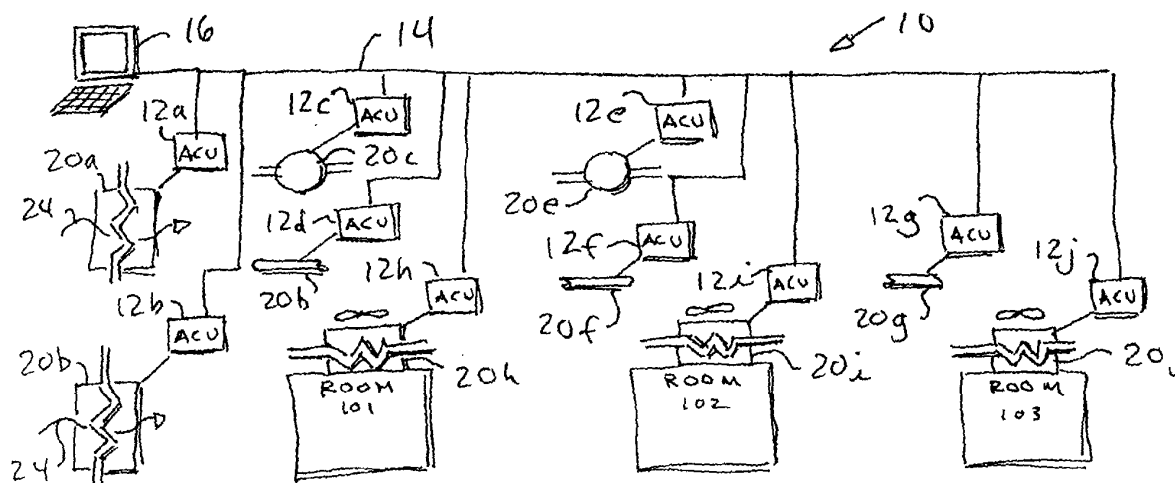 16
14
10
12a
12c
12e
ACU
ACU
ACU
20a
20c
20e
24
12d
ACU
12f
ACU
12g
ACU
20b
20f
20g
12b
ACU
12h
ACU
12i
ACU
12j
ACU
20b
24
20h
ROOM
101
20i
ROOM
102
20j
ROOM
103